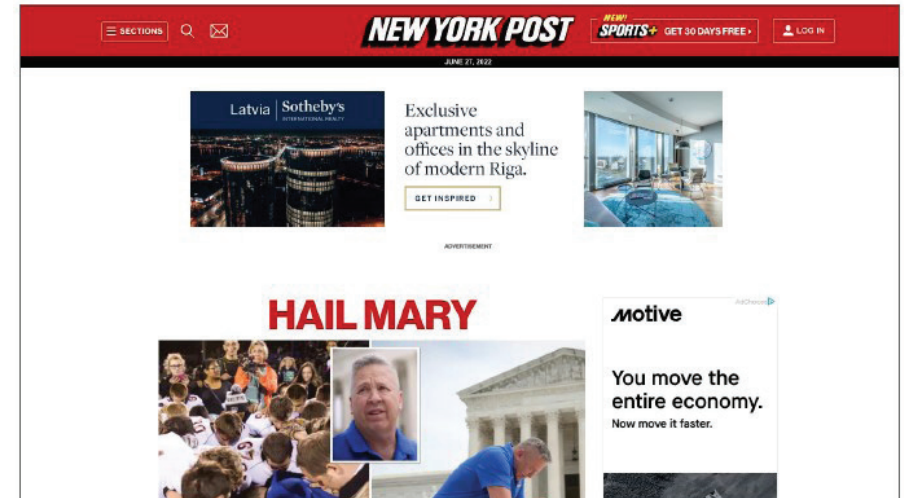 SECTIONS
NEW YORK POST
NEW!
SPORTS+ GET 30 DAYS FREE
LOG IN
JUNE 27, 2022
Latvia | Sotheby's
INTERNATIONAL REALTY
Exclusive
apartments and
offices in the skyline
of modern Riga.
GET INSPIRED
ADVERTISEMENT
HAIL MARY
AdChoices
motive
You move the
entire economy.
Now move it faster.